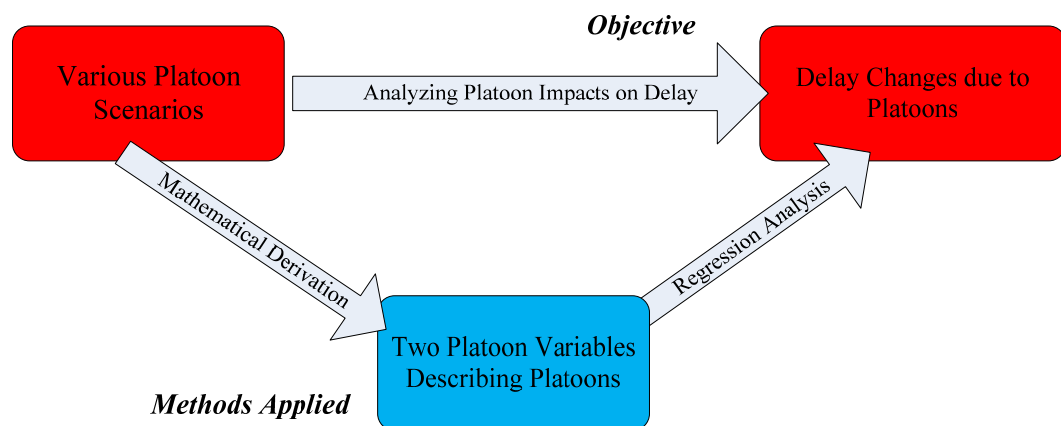 Objective
Various Platoon
Scenarios
Analyzing Platoon Impacts on Delay
Delay Changes due to
Platoons
Mathematical Derivation
Regression Analysis
Two Platoon Variables
Describing Platoons
Methods Applied